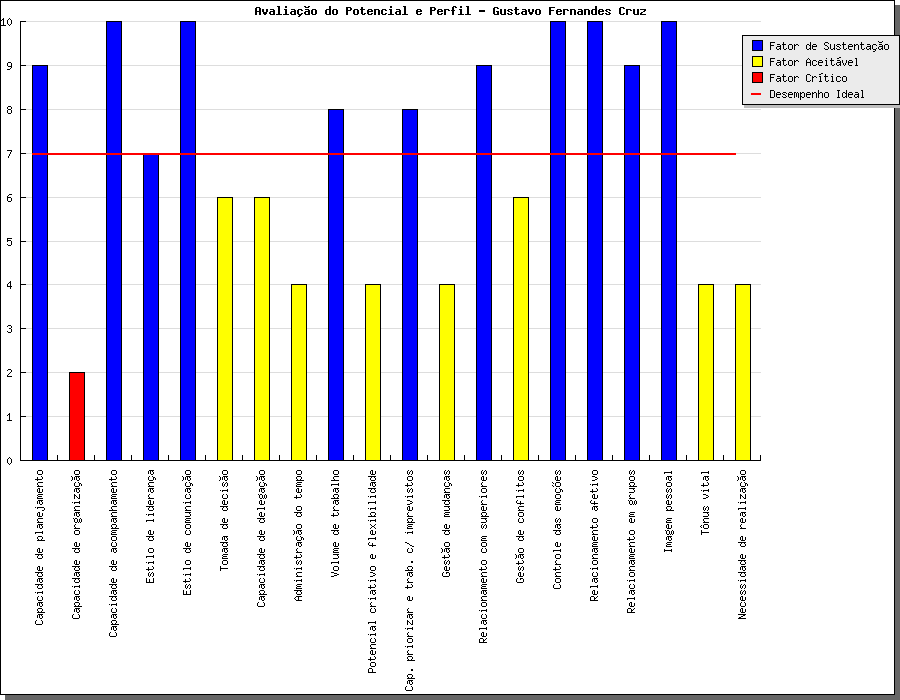 Avaliação do Potencial e Perfil - Gustavo Fernandes Cruz
Fator de Sustentação
Fator Aceitável
Fator Crítico
Desempenho Ideal
10
9
8
7
6
5
4
3
2
1
0
Capacidade de planejamento
Capacidade de organização
Capacidade de acompanhamento
Estilo de liderança
Estilo de comunicação
Tomada de decisão
Capacidade de delegação
Administração do tempo
Volume de trabalho
Potencial criativo e flexibilidade
Cap. priorizar e trab. c/ imprevistos
Gestão de mudanças
Relacionamento com superiores
Gestão de conflitos
Controle das emoções
Relacionamento afetivo
Relacionamento em grupos
Imagem pessoal
Tônus vital
Necessidade de realização